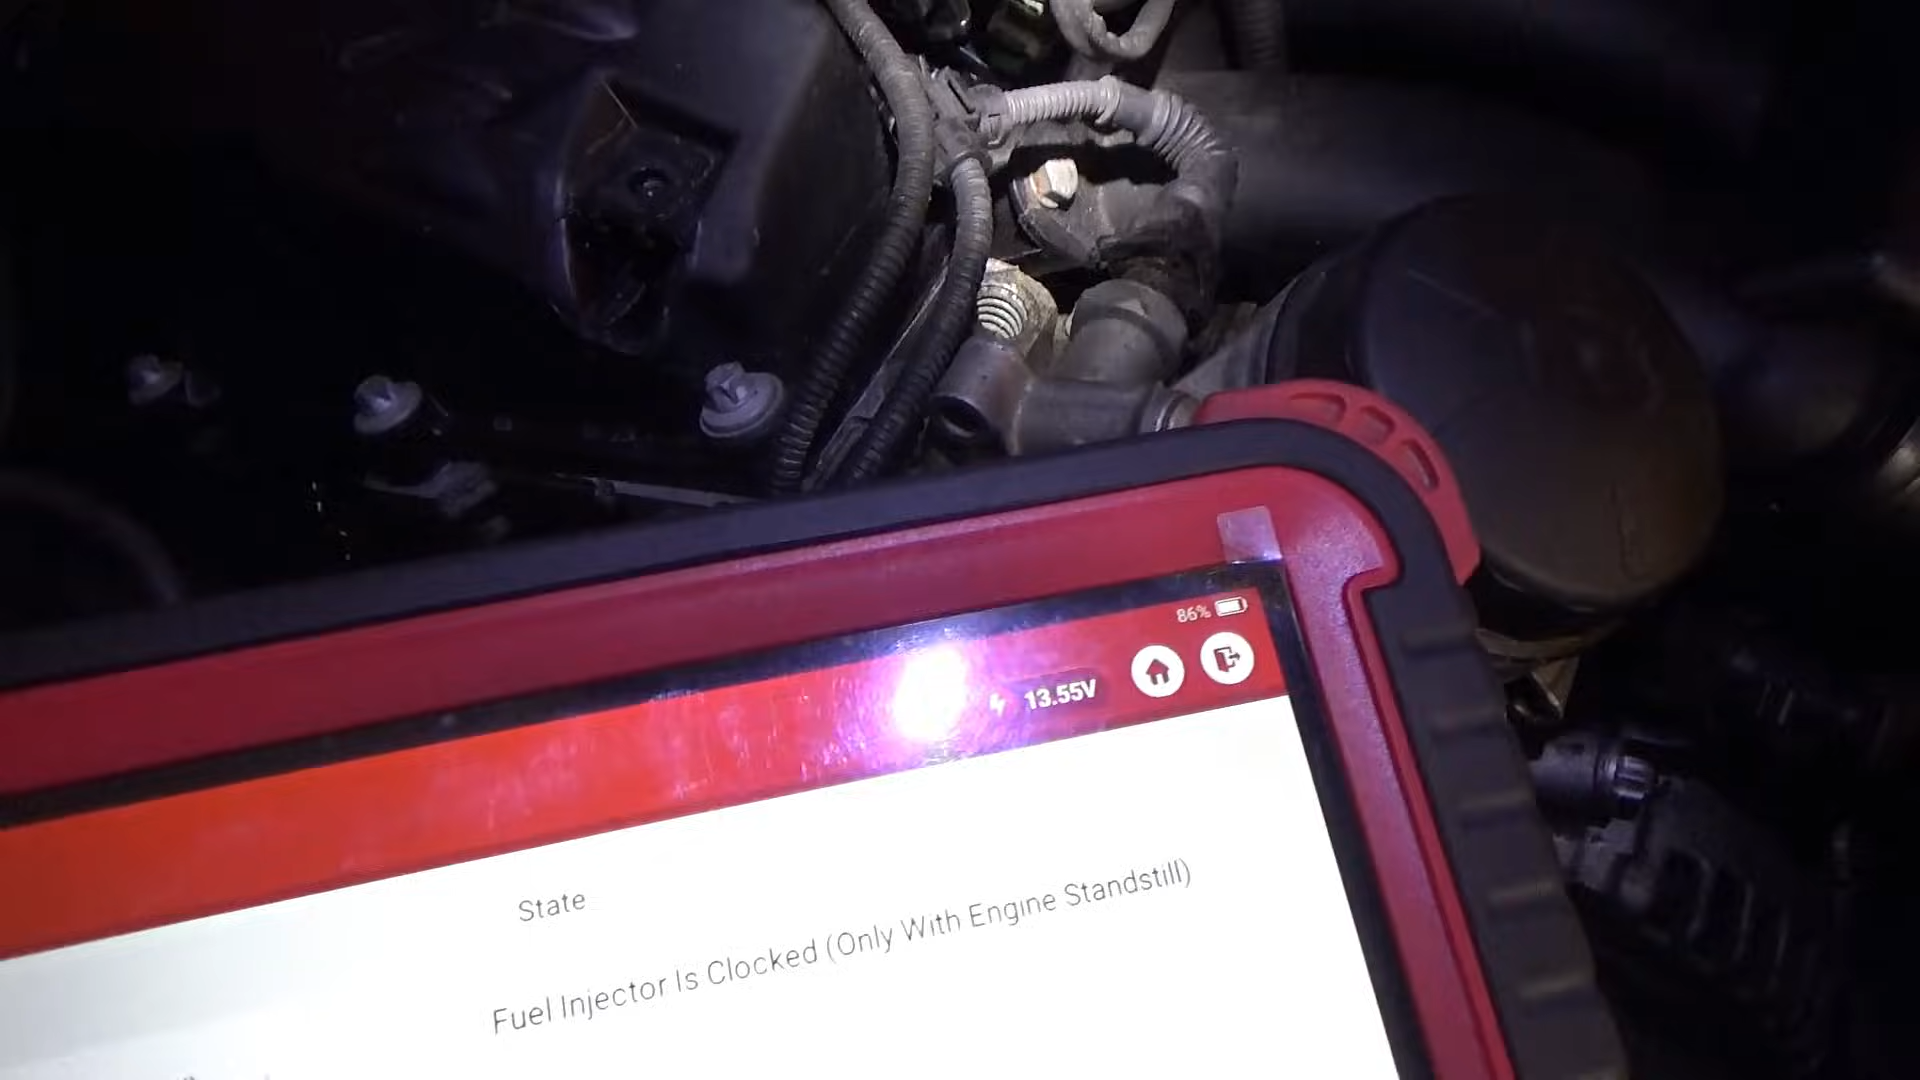 86%
13.55V
State
Fuel Injector Is Clocked (Only With Engine Standstill)